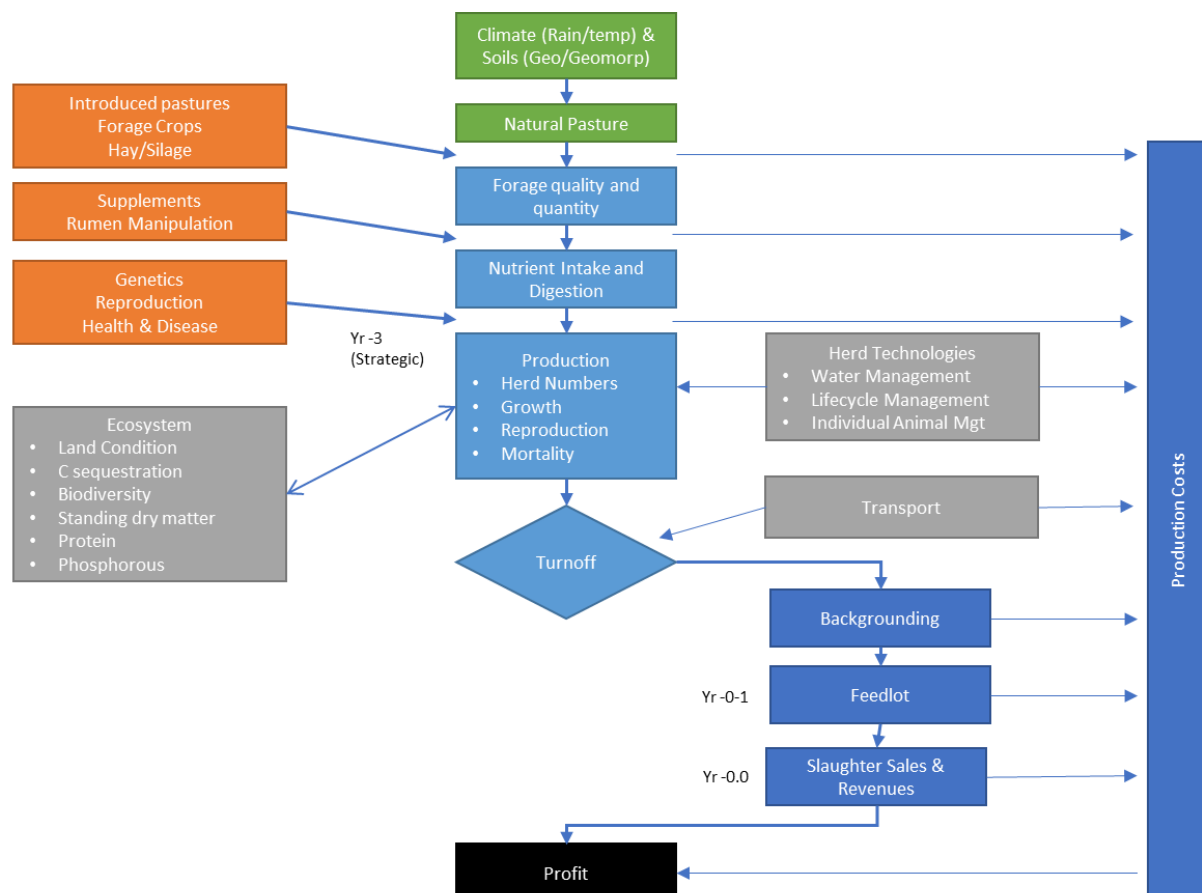 Climate (Rain/temp) &
Soils (Geo/Geomorp)
Natural Pasture
Introduced pastures
Forage Crops
Hay/Silage
Forage quality and
quantity
Supplements
Rumen Manipulation
Nutrient Intake and
Digestion
Genetics
Reproduction
Health & Disease
Yr -3
(Strategic)
Production
• Herd Numbers
• Growth
• Reproduction
• Mortality
Herd Technologies
• Water Management
• Lifecycle Management
• Individual Animal Mgt
Ecosystem
• Land Condition
• C sequestration
• Biodiversity
• Standing dry matter
• Protein
• Phosphorous
Transport
Turnoff
Backgrounding
Yr -0-1
Feedlot
Yr -0.0
Slaughter Sales &
Revenues
Profit
Production Costs